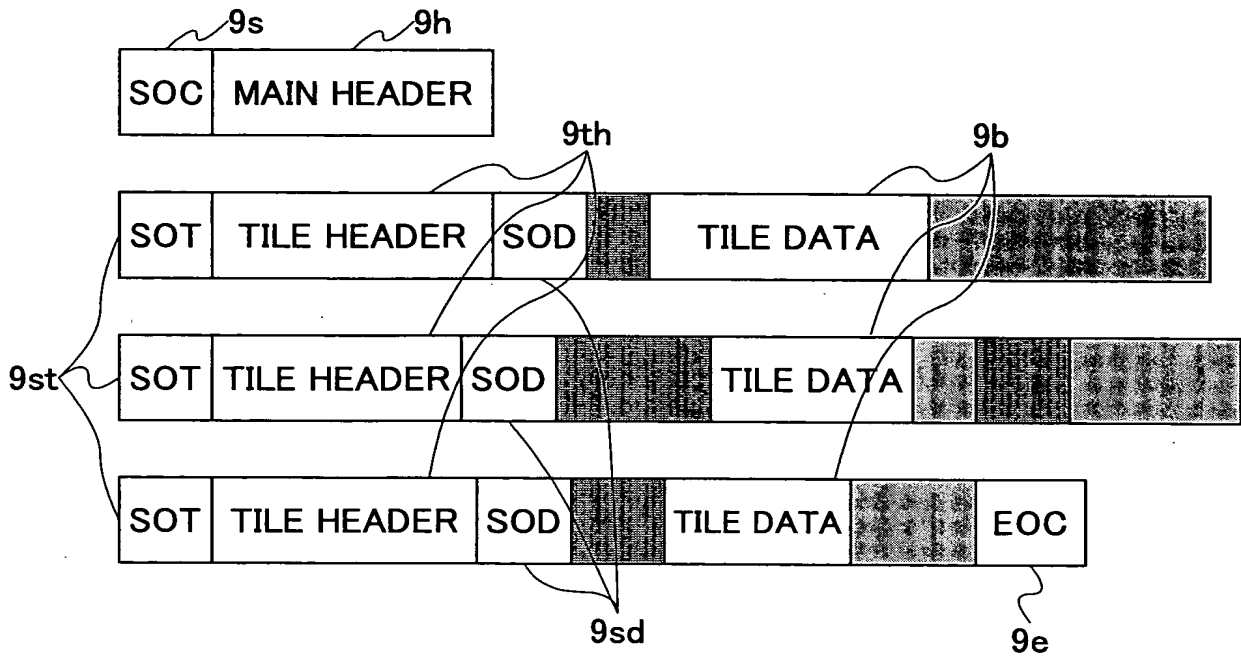 9s 9h
SOC MAIN HEADER
9th 9b
SOT TILE HEADER SOD TILE DATA
9st SOT TILE HEADER SOD TILE DATA
SOT TILE HEADER SOD TILE DATA EOC
9sd 9e